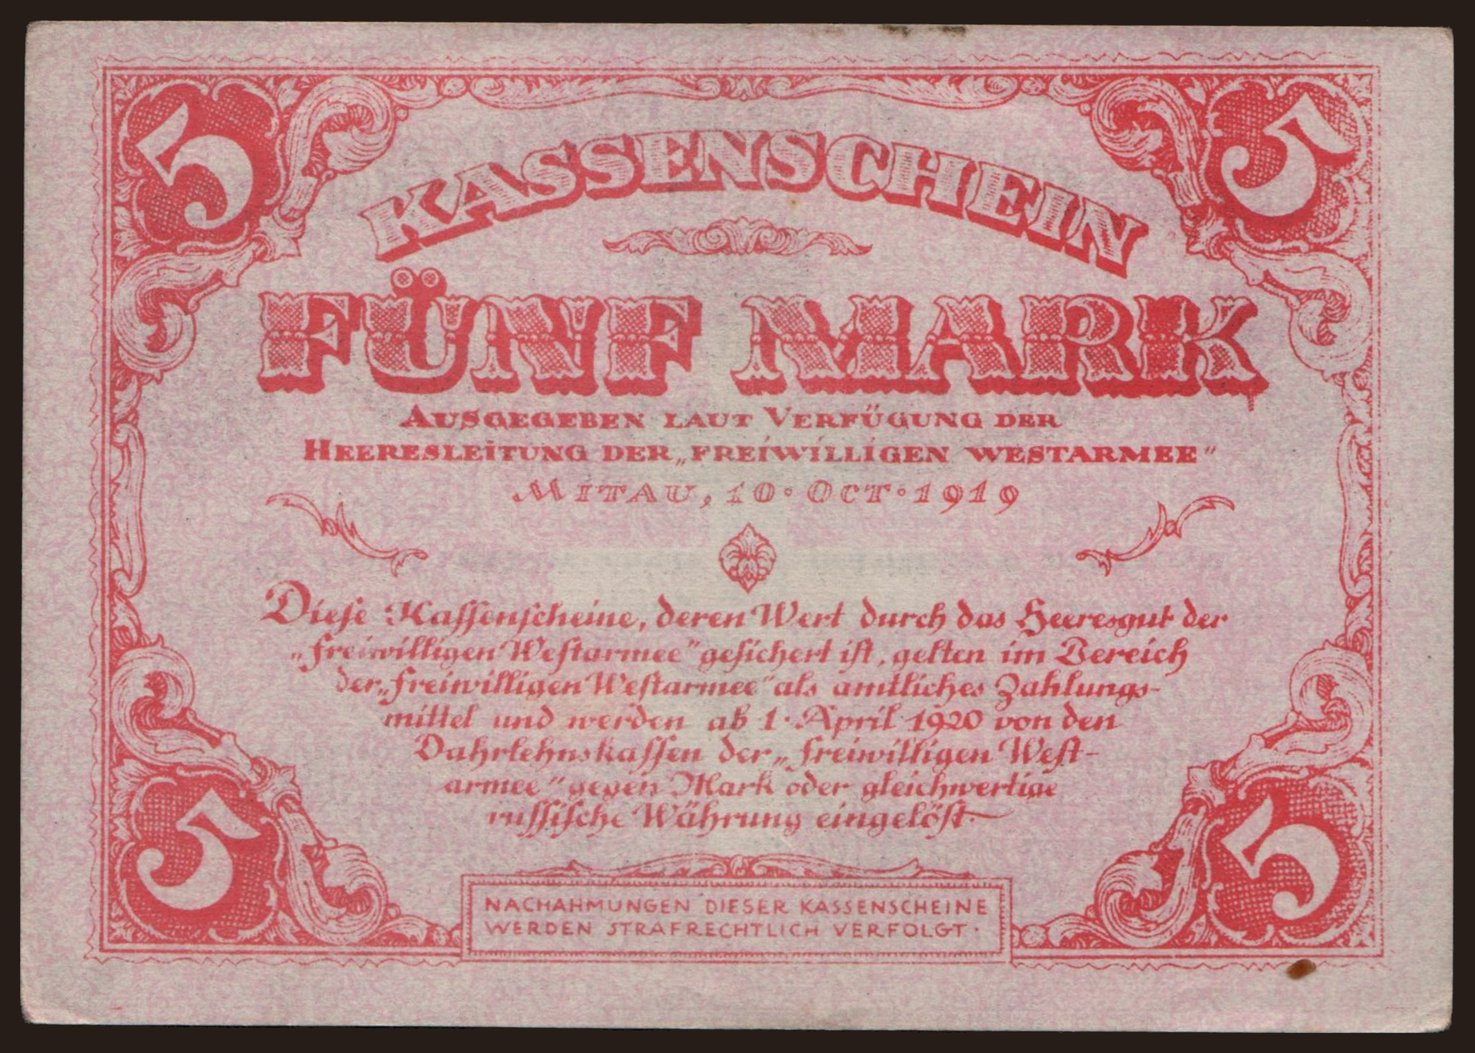 5 5
KASSENSCHEIN
FÜNF MARK
AUSGEGEBEN LAUT VERFÜGUNG DER
HEERESLEITUNG DER „FREIWILLIGEN WESTARMEE"
MITAU, 10. OCT. 1919
Dieſe Kaſſenſcheine, deren Wert durch das Heeresgut der
„Freiwilligen Weſtarmee" geſichert iſt, gelten im Bereich
der „Freiwilligen Weſtarmee" als amtliches Zahlungs-
mittel und werden ab 1. April 1920 von den
Dahrlehnskaſſen der „Freiwilligen Weſt-
armee" gegen Mark oder gleichwertige
ruſſiſche Währung eingelöſt.
5 5
NACHAHMUNGEN DIESER KASSENSCHEINE
WERDEN STRAFRECHTLICH VERFOLGT.